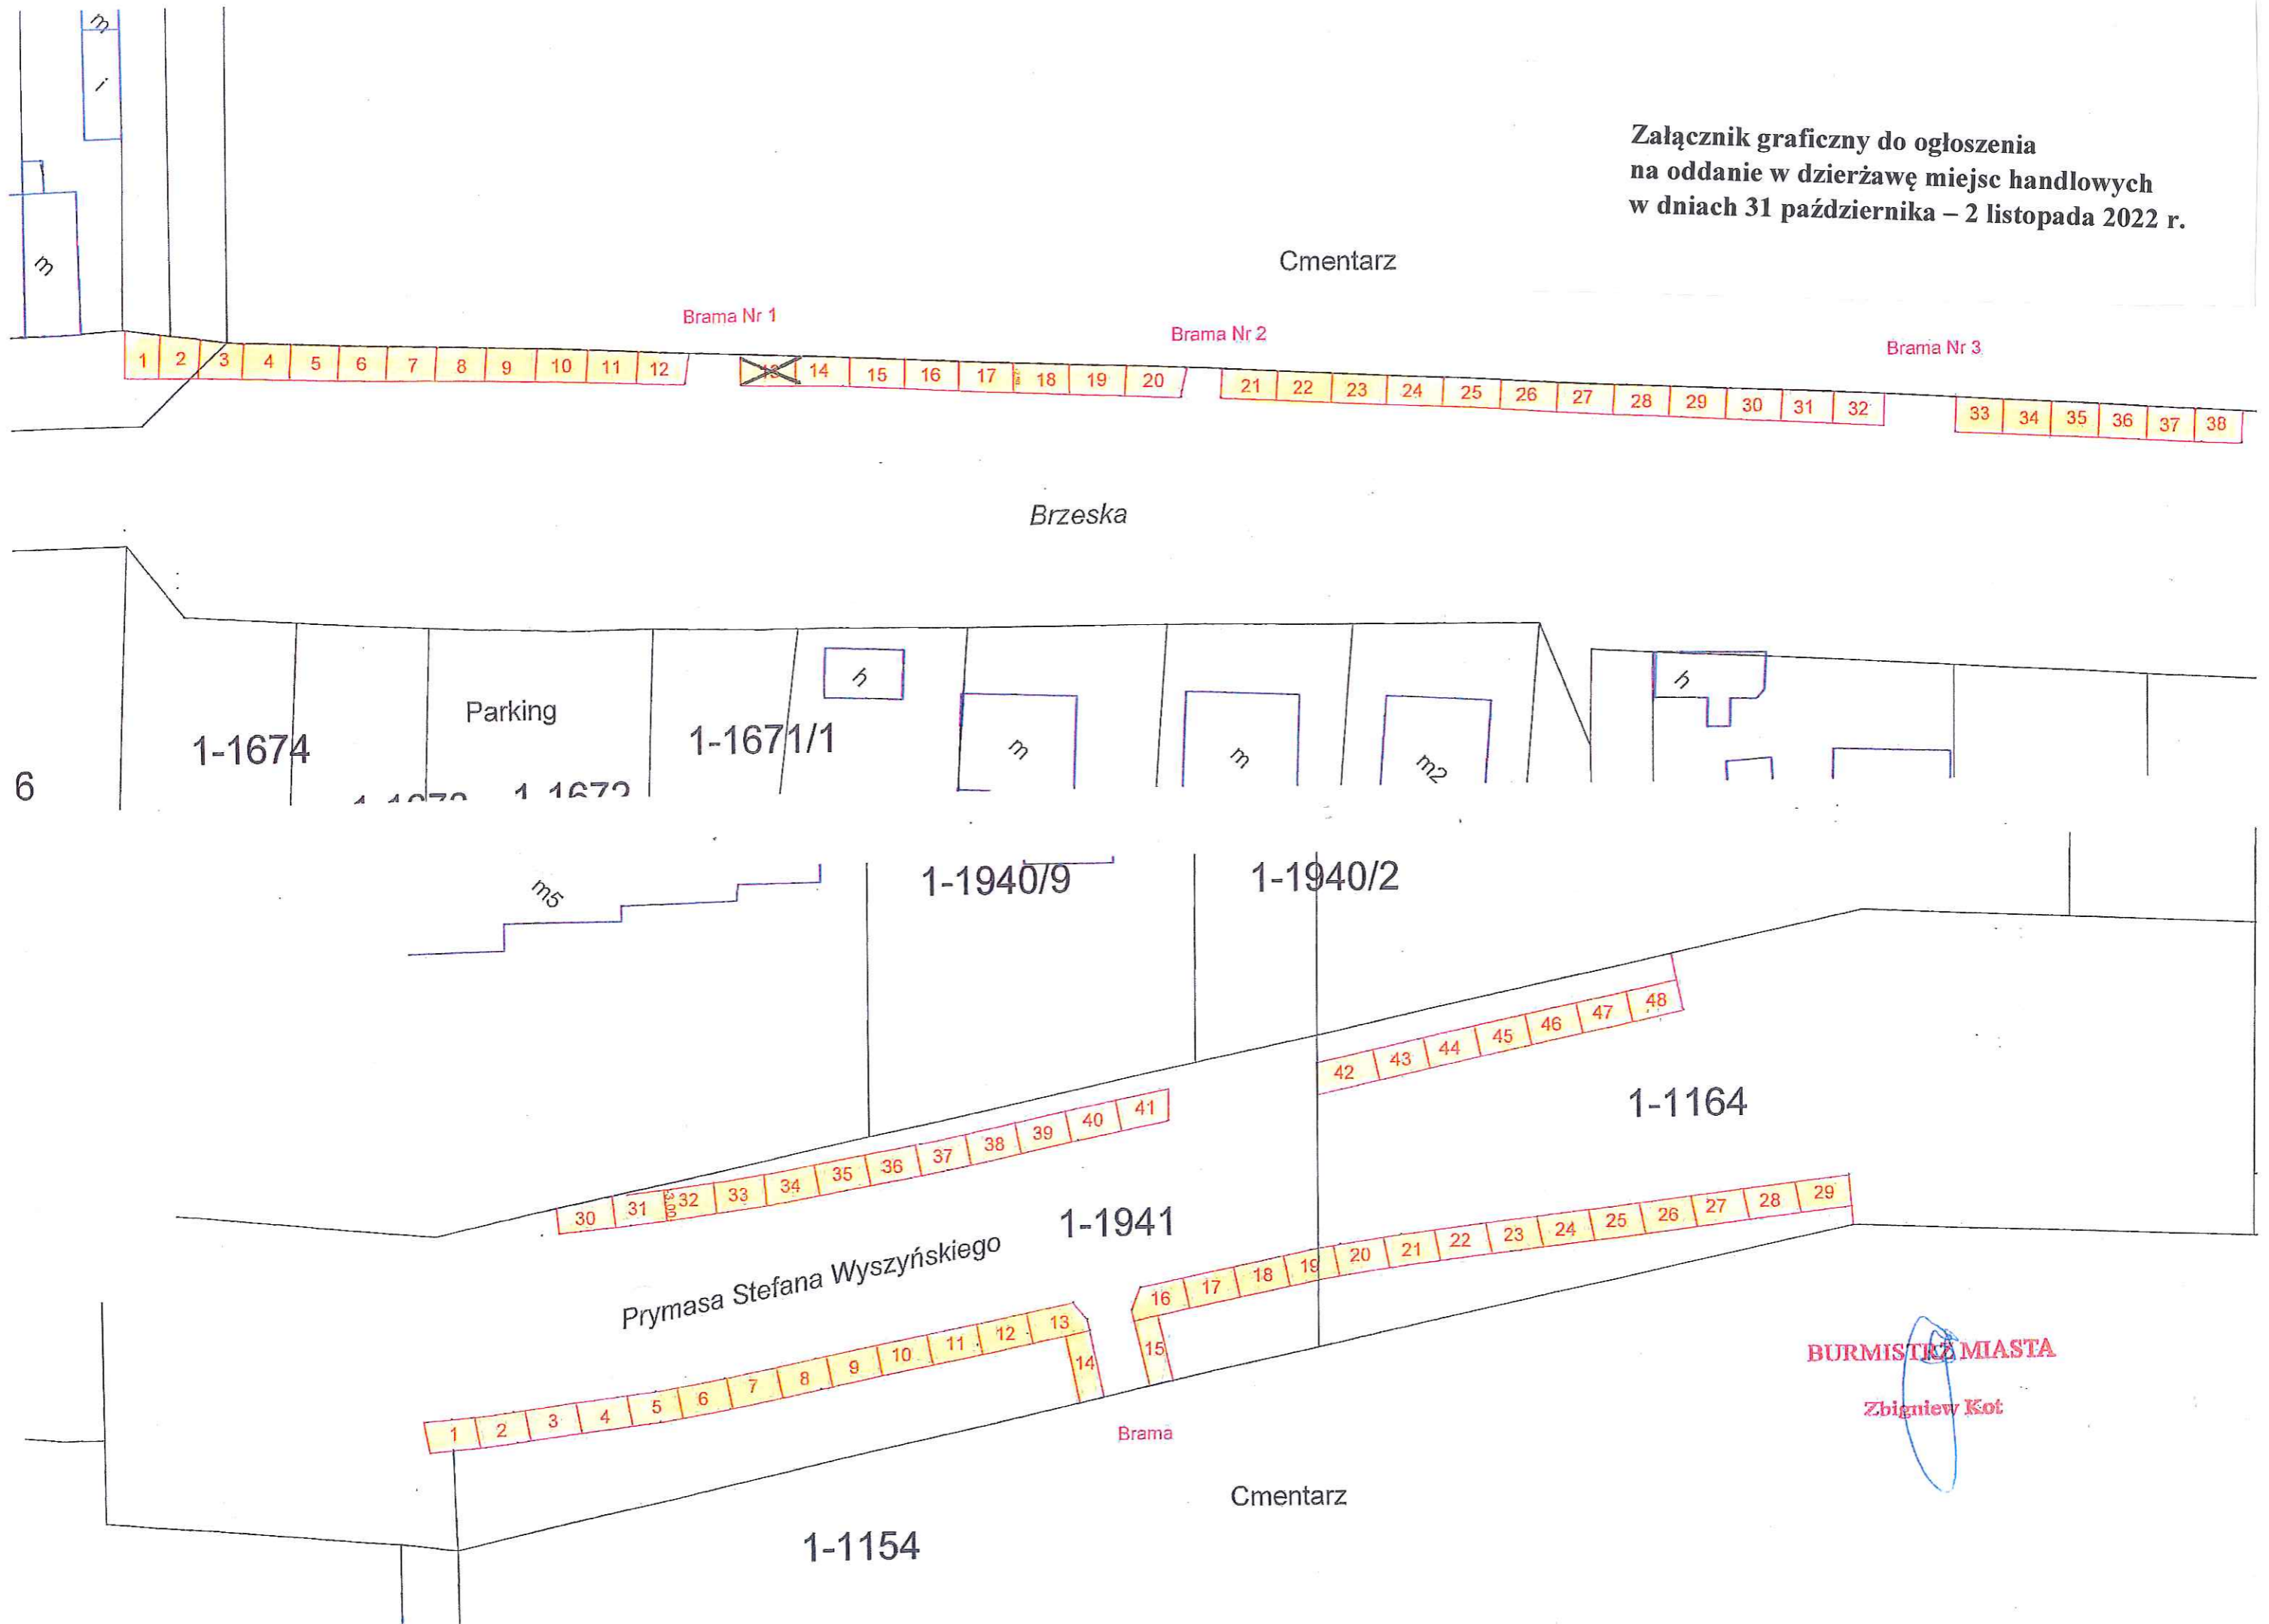 m
i
m
Załącznik graficzny do ogłoszenia
na oddanie w dzierżawę miejsc handlowych
w dniach 31 października – 2 listopada 2022 r.
Cmentarz
Brama Nr 1
Brama Nr 2
Brama Nr 3
1 2 3 4 5 6 7 8 9 10 11 12
13 14 15 16 17 18 19 20
21 22 23 24 25 26 27 28 29 30 31 32
33 34 35 36 37 38
Brzeska
h
h
Parking
1-1674
1-1671/1
m
m
m2
6
1-1672
m5
1-1940/9
1-1940/2
42 43 44 45 46 47 48
1-1164
30 31 3,00 32 33 34 35 36 37 38 39 40 41
1-1941
Prymasa Stefana Wyszyńskiego
16 17 18 19 20 21 22 23 24 25 26 27 28 29
15
1 2 3 4 5 6 7 8 9 10 11 12 13
14
Brama
BURMISTRZ MIASTA
Zbigniew Kot
Cmentarz
1-1154